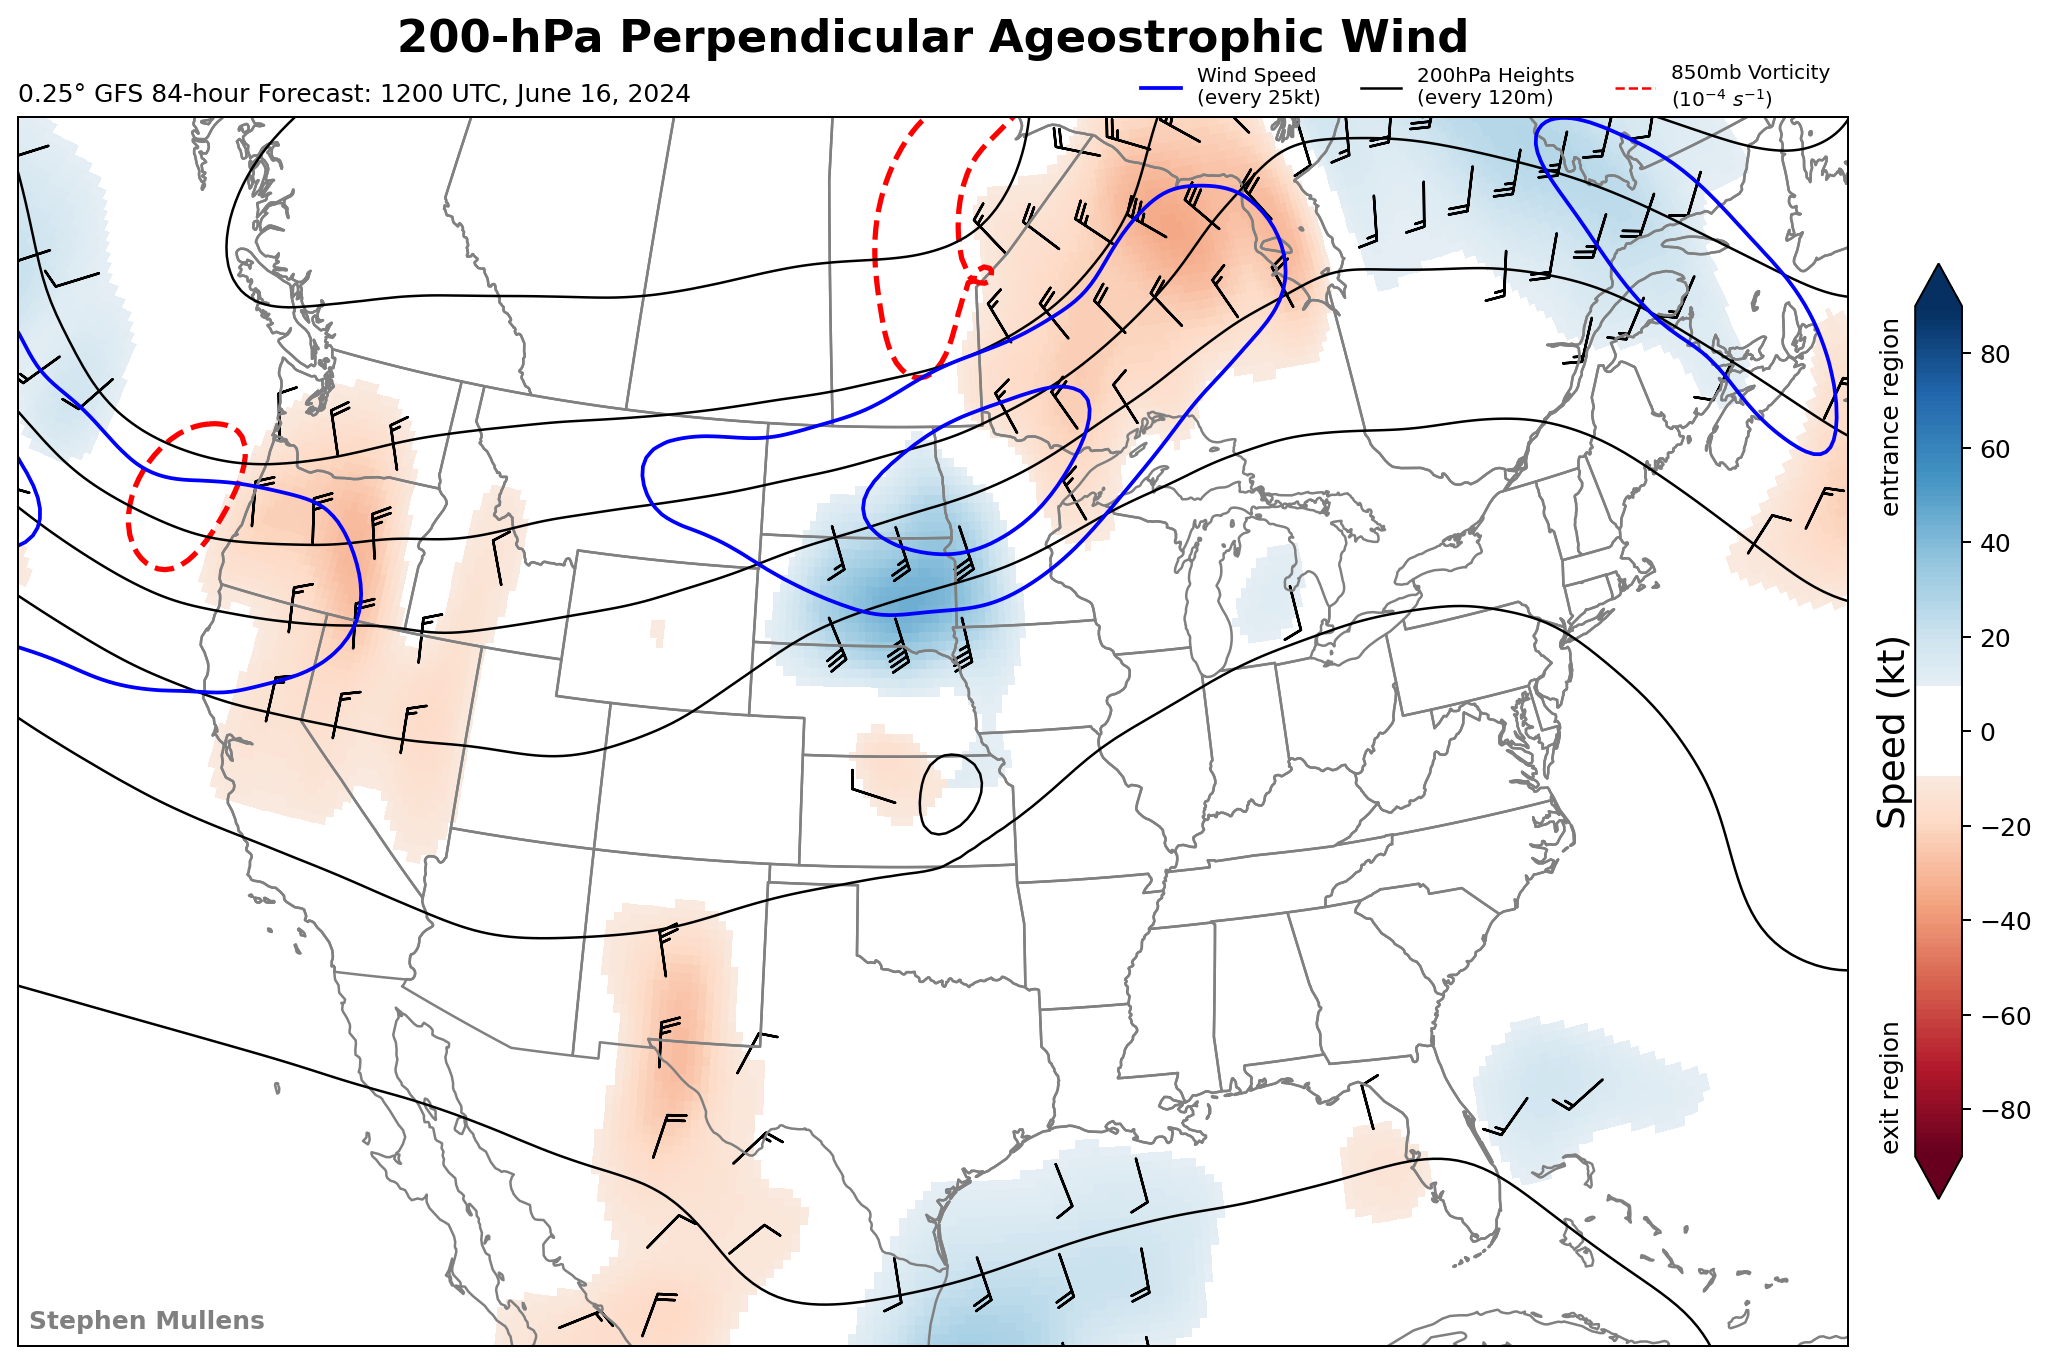 200-hPa Perpendicular Ageostrophic Wind
0.25° GFS 84-hour Forecast: 1200 UTC, June 16, 2024
Wind Speed
(every 25kt)
200hPa Heights
(every 120m)
850mb Vorticity
(10⁻⁴ s⁻¹)
entrance region
Speed (kt)
exit region
80
60
40
20
0
−20
−40
−60
−80
Stephen Mullens